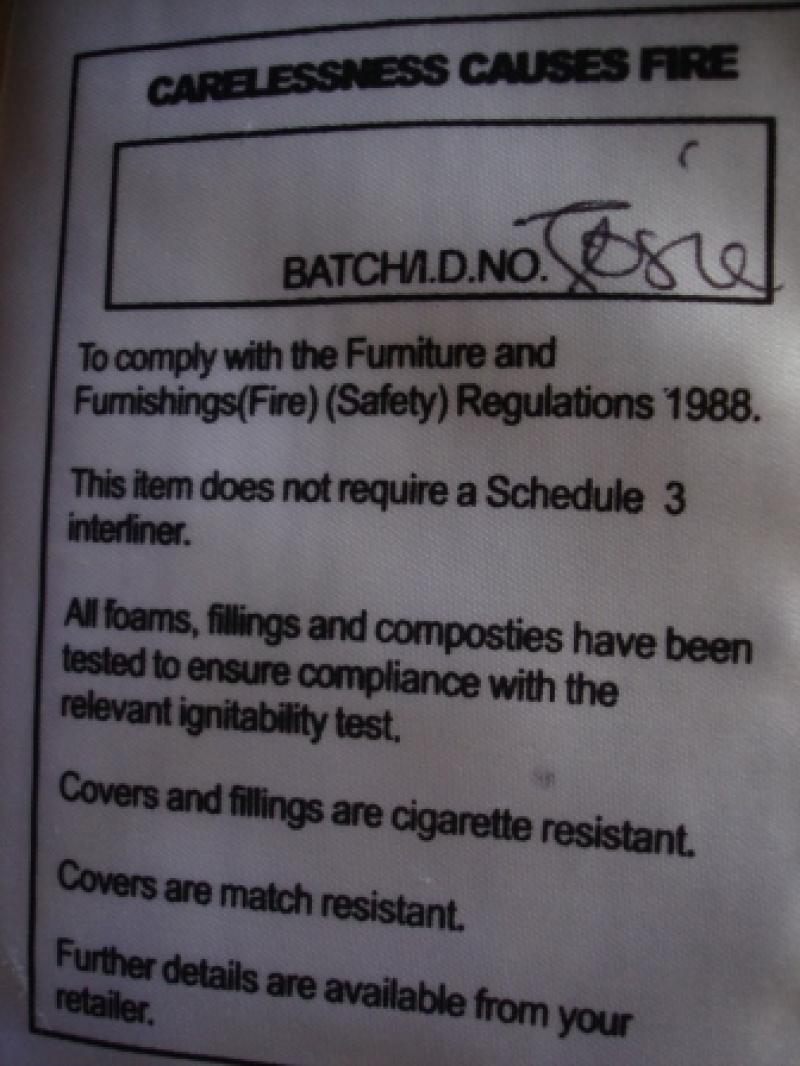 CARELESSNESS CAUSES FIRE
BATCH/I.D.NO. Josie
To comply with the Furniture and
Furnishings(Fire) (Safety) Regulations 1988.
This item does not require a Schedule 3
interliner.
All foams, fillings and composties have been
tested to ensure compliance with the
relevant ignitability test.
Covers and fillings are cigarette resistant.
Covers are match resistant.
Further details are available from your
retailer.